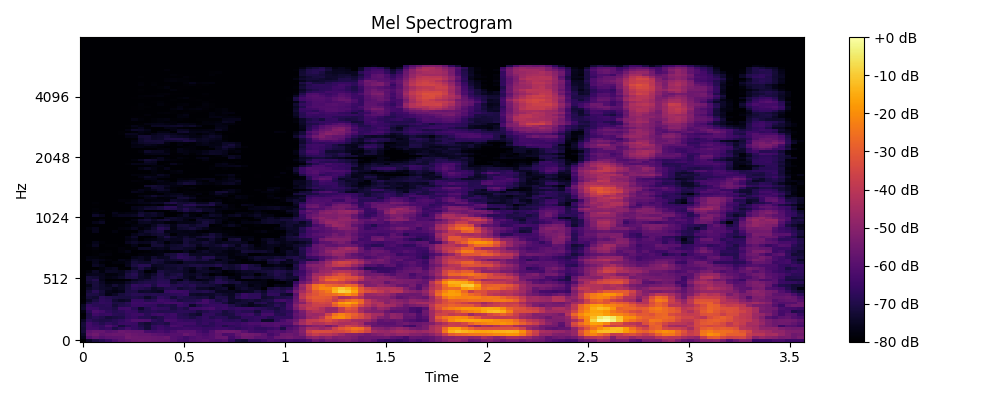 Mel Spectrogram
+0 dB
4096
-10 dB
-20 dB
2048
-30 dB
Hz
1024
-40 dB
-50 dB
512
-60 dB
-70 dB
0
-80 dB
0 0.5 1 1.5 2 2.5 3 3.5
Time